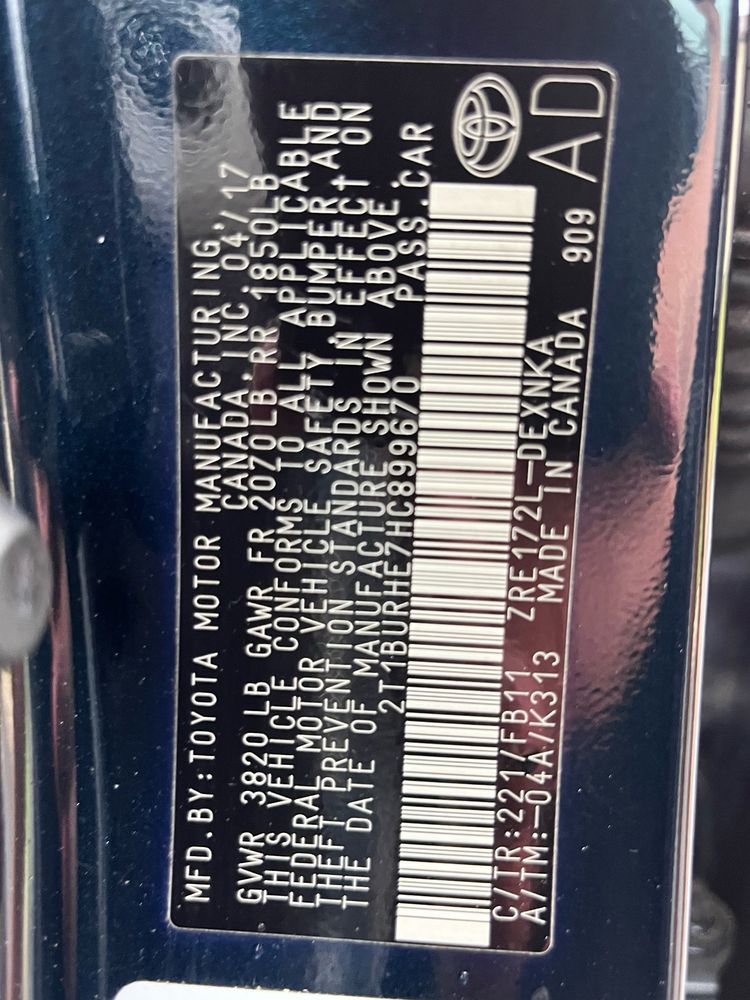 MFD.BY:TOYOTA MOTOR MANUFACTURING,
CANADA, INC. 04/17
GVWR 3820 LB GAWR FR 2070LB RR 1850LB
THIS VEHICLE CONFORMS TO ALL APPLICABLE
FEDERAL MOTOR VEHICLE SAFETY, BUMPER, AND
THEFT PREVENTION STANDARDS IN EFFECT ON
THE DATE OF MANUFACTURE SHOWN ABOVE.
2T1BURHE7HC899670 PASS.CAR
C/TR:221/FB11 ZRE172L-DEXNKA
A/TM:-04A/K313 MADE IN CANADA 909
AD